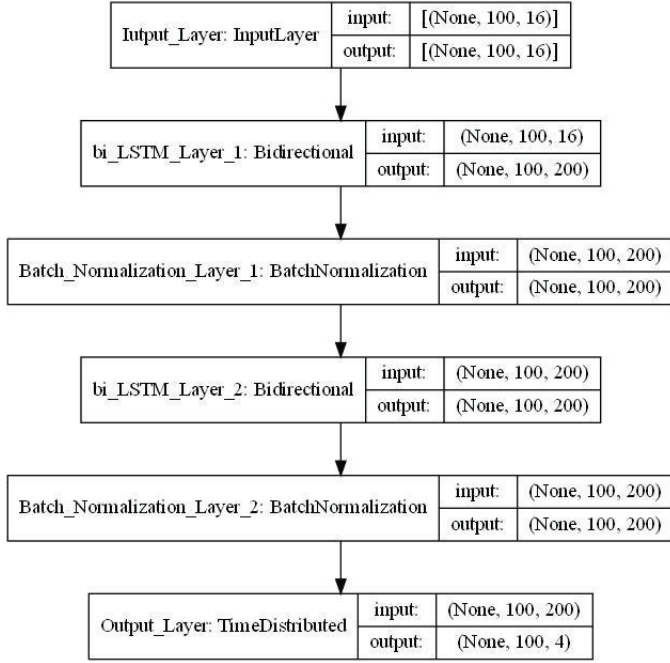 Iutput_Layer: InputLayer
input: [(None, 100, 16)]
output: [(None, 100, 16)]
bi_LSTM_Layer_1: Bidirectional
input: (None, 100, 16)
output: (None, 100, 200)
Batch_Normalization_Layer_1: BatchNormalization
input: (None, 100, 200)
output: (None, 100, 200)
bi_LSTM_Layer_2: Bidirectional
input: (None, 100, 200)
output: (None, 100, 200)
Batch_Normalization_Layer_2: BatchNormalization
input: (None, 100, 200)
output: (None, 100, 200)
Output_Layer: TimeDistributed
input: (None, 100, 200)
output: (None, 100, 4)